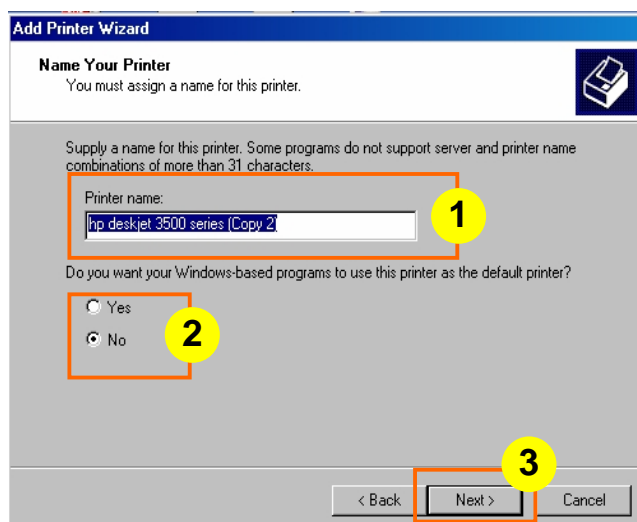 Add Printer Wizard
Name Your Printer
You must assign a name for this printer.
Supply a name for this printer. Some programs do not support server and printer name
combinations of more than 31 characters.
Printer name:
hp deskjet 3500 series (Copy 2)
1
Do you want your Windows-based programs to use this printer as the default printer?
Yes
No
2
3
< Back
Next >
Cancel